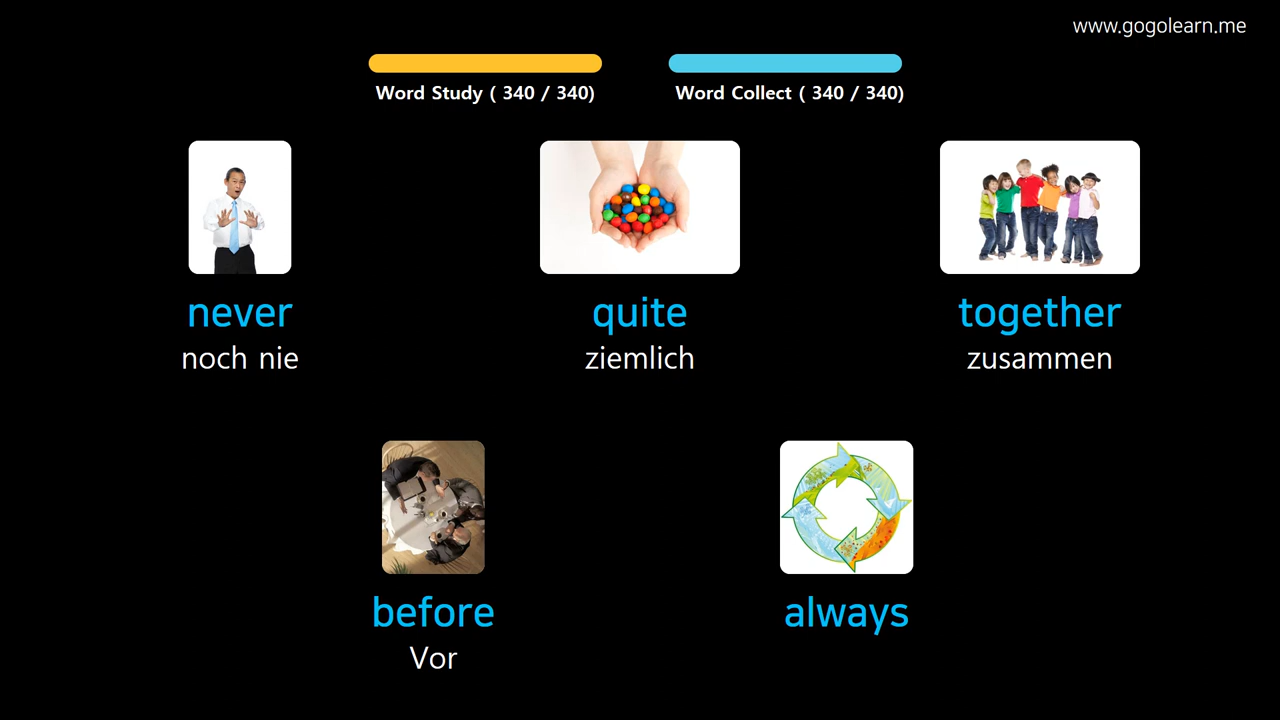 www.gogolearn.me
Word Study ( 340 / 340)
Word Collect ( 340 / 340)
never
noch nie
quite
ziemlich
together
zusammen
before
Vor
always